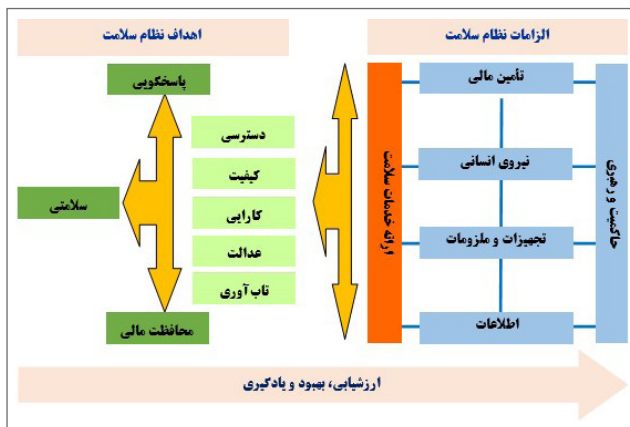 الزامات نظام سلامت
اهداف نظام سلامت
حاکمیت و رهبری
تأمین مالی
نیروی انسانی
تجهیزات و ملزومات
اطلاعات
ارائه خدمات سلامت
دسترسی
کیفیت
کارایی
عدالت
تاب‌آوری
پاسخگویی
سلامتی
محافظت مالی
ارزشیابی، بهبود و یادگیری